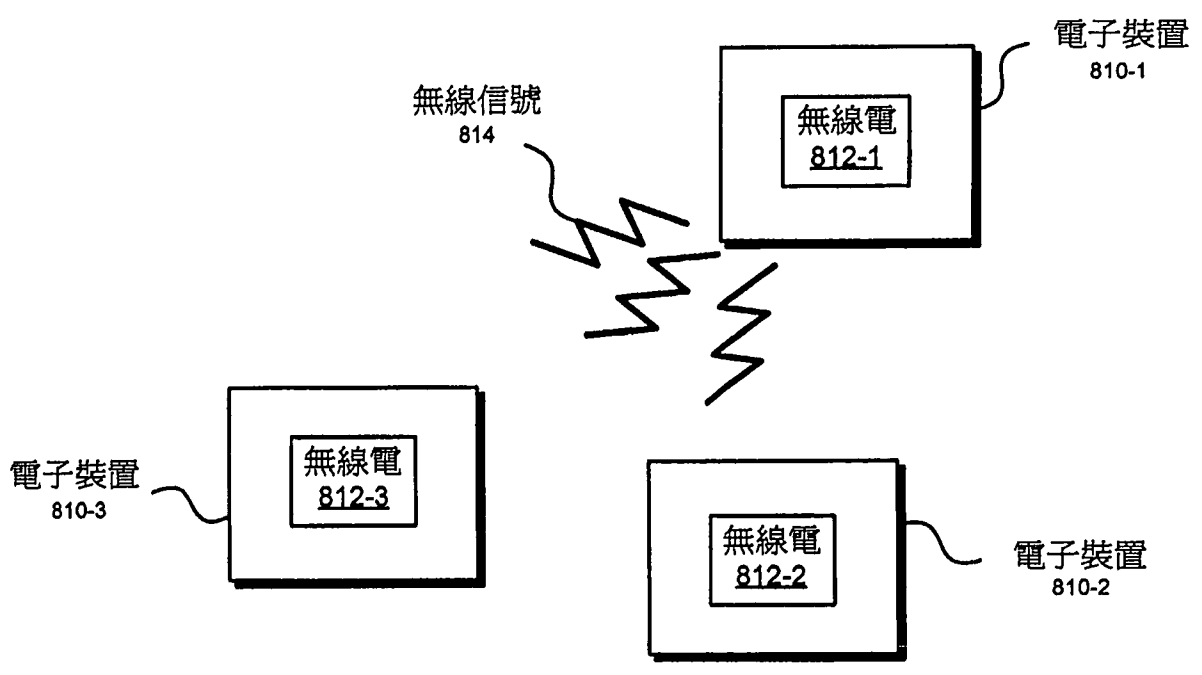 電子裝置
810-1
無線信號
814
無線電
812-1
無線電
812-3
電子裝置
810-3
無線電
812-2
電子裝置
810-2